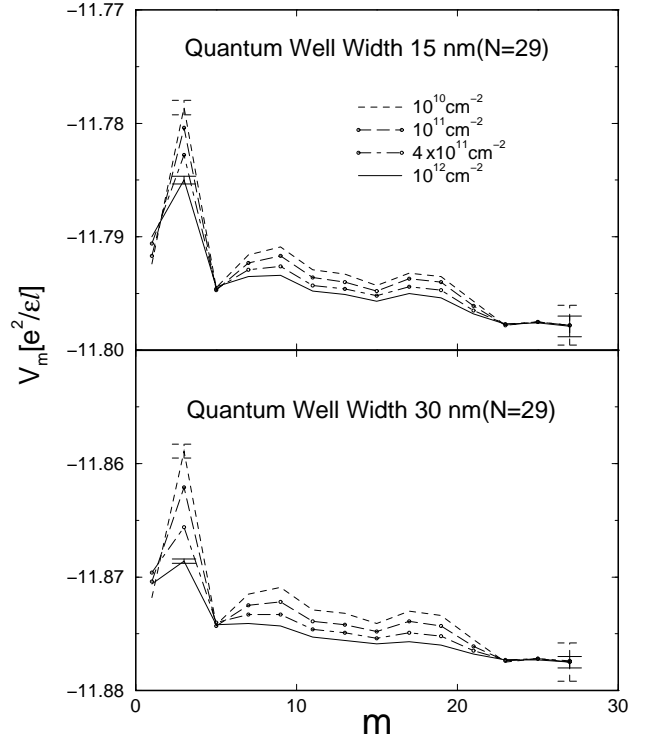 −11.77
Quantum Well Width 15 nm(N=29)
10¹⁰cm⁻²
−11.78
10¹¹cm⁻²
4x10¹¹cm⁻²
10¹²cm⁻²
−11.79
−11.80
Vₘ[e²/εl]
Quantum Well Width 30 nm(N=29)
−11.86
−11.87
−11.88
0 10 20 30
m